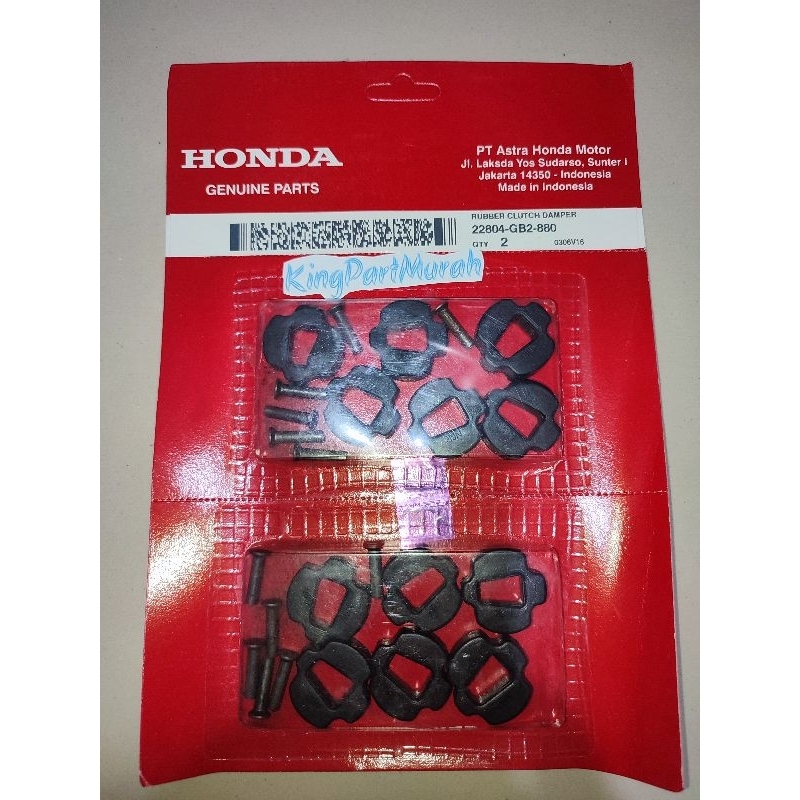 HONDA
GENUINE PARTS
PT Astra Honda Motor
Jl. Laksda Yos Sudarso, Sunter I
Jakarta 14350 - Indonesia
Made in Indonesia
RUBBER CLUTCH DAMPER
22804-GB2-880
QTY 2 0306V16
KingPartMurah